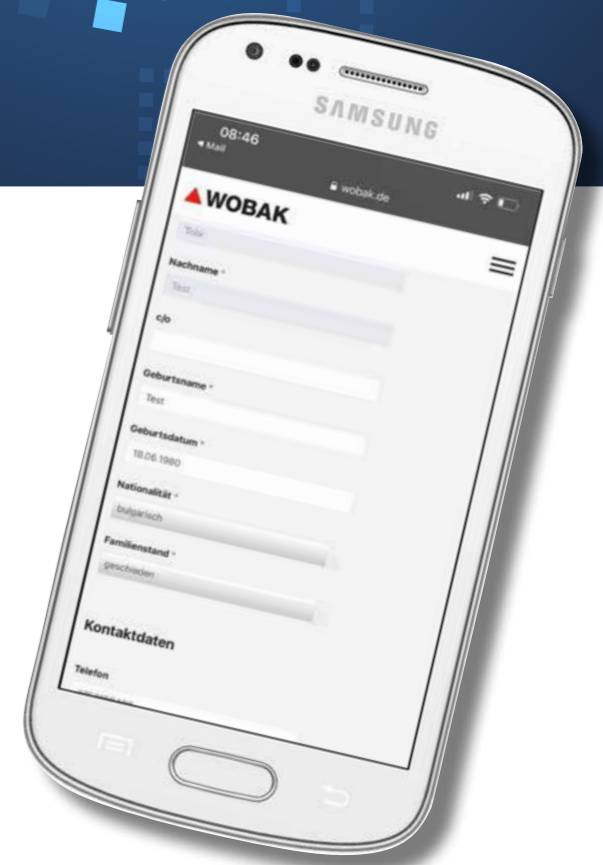 SAMSUNG
08:46
◀ Mail
wobak.de
WOBAK
Tobi
Nachname *
Test
c/o
Geburtsname *
Test
Geburtsdatum *
18.06.1980
Nationalität *
bulgarisch
Familienstand *
geschieden
Kontaktdaten
Telefon